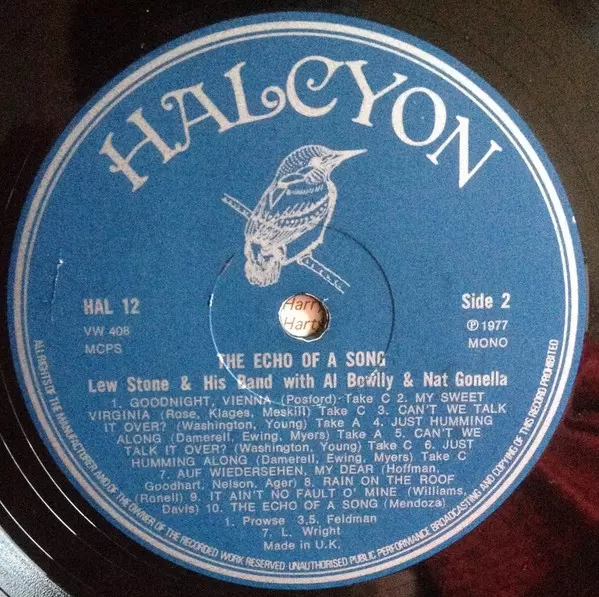 HALCYON
HAL 12
VW 408
MCPS
Side 2
Ⓟ 1977
MONO
Harry
Hart
THE ECHO OF A SONG
Lew Stone & His Band with Al Bowlly & Nat Gonella
1. GOODNIGHT, VIENNA (Posford) Take C 2. MY SWEET
VIRGINIA (Rose, Klages, Meskill) Take C 3. CAN'T WE TALK
IT OVER? (Washington, Young) Take A 4. JUST HUMMING
ALONG (Damerell, Ewing, Myers) Take A 5. CAN'T WE
TALK IT OVER? (Washington, Young) Take C 6. JUST
HUMMING ALONG (Damerell, Ewing, Myers) Take C
7. AUF WIEDERSEHEN, MY DEAR (Hoffman,
Goodhart, Nelson, Ager) 8. RAIN ON THE ROOF
(Ronell) 9. IT AIN'T NO FAULT O' MINE (Williams,
Davis) 10. THE ECHO OF A SONG (Mendoza)
1. Prowse 3,5. Feldman
7. L. Wright
Made in U.K.
ALL RIGHTS OF THE MANUFACTURER AND OF THE OWNER OF THE RECORDED WORK RESERVED UNAUTHORISED PUBLIC PERFORMANCE BROADCASTING AND COPYING OF THIS RECORD PROHIBITED